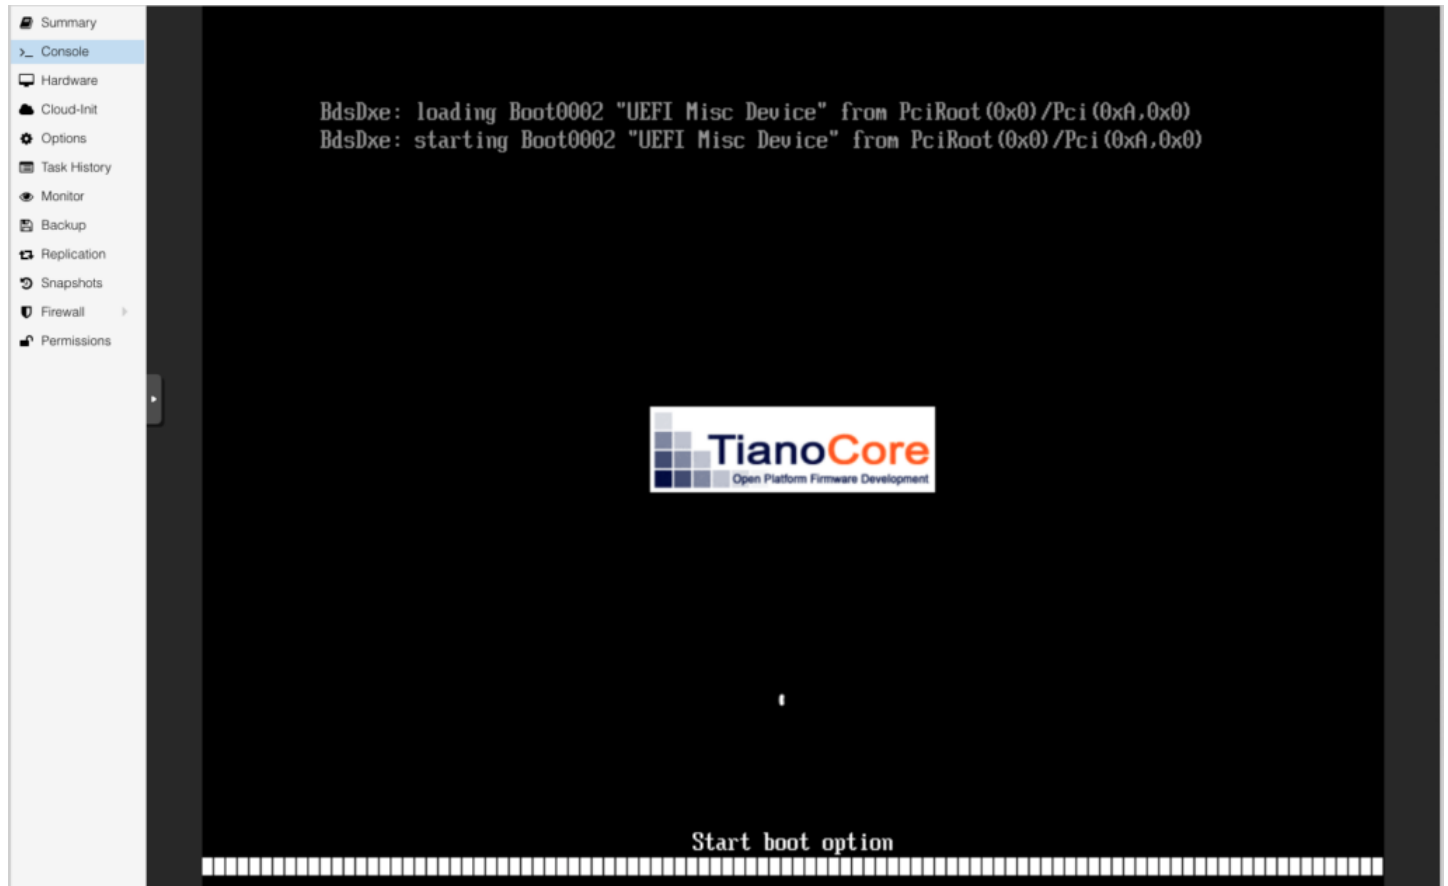 Summary
Console
Hardware
Cloud-Init
Options
Task History
Monitor
Backup
Replication
Snapshots
Firewall
Permissions
BdsDxe: loading Boot0002 "UEFI Misc Device" from PciRoot(0x0)/Pci(0xA,0x0)
BdsDxe: starting Boot0002 "UEFI Misc Device" from PciRoot(0x0)/Pci(0xA,0x0)
TianoCore
Open Platform Firmware Development
Start boot option